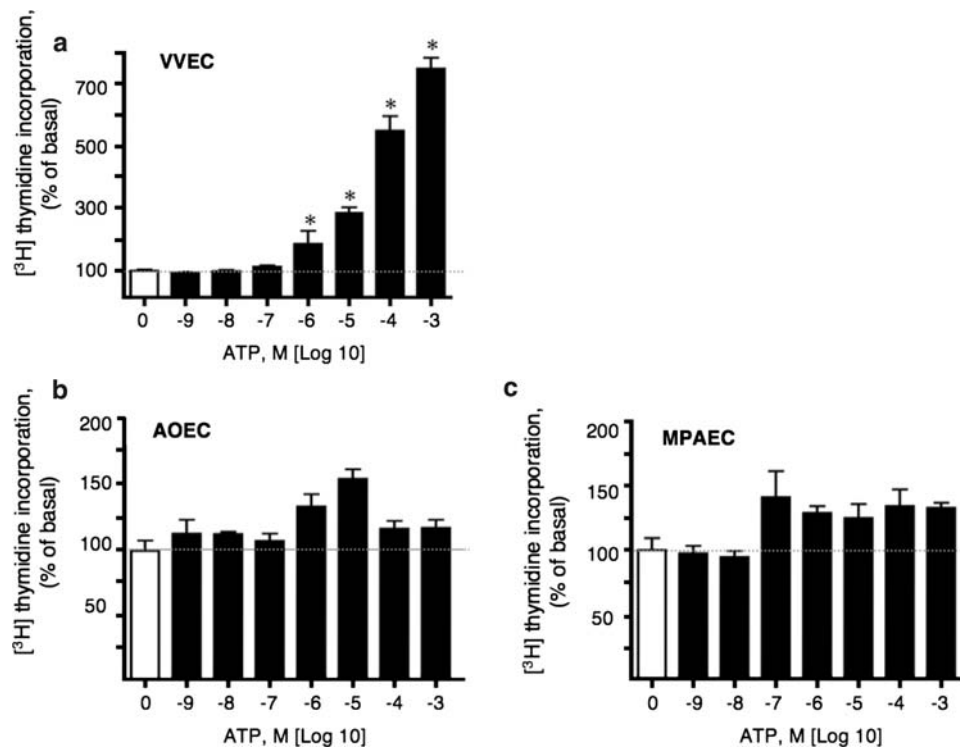 a
VVEC
[³H] thymidine incorporation,
(% of basal)
700
500
300
100
* * * *
0 -9 -8 -7 -6 -5 -4 -3
ATP, M [Log 10]
b
AOEC
[³H] thymidine incorporation,
(% of basal)
200
150
100
50
0 -9 -8 -7 -6 -5 -4 -3
ATP, M [Log 10]
c
MPAEC
[³H] thymidine incorporation,
(% of basal)
200
150
100
50
0 -9 -8 -7 -6 -5 -4 -3
ATP, M [Log 10]